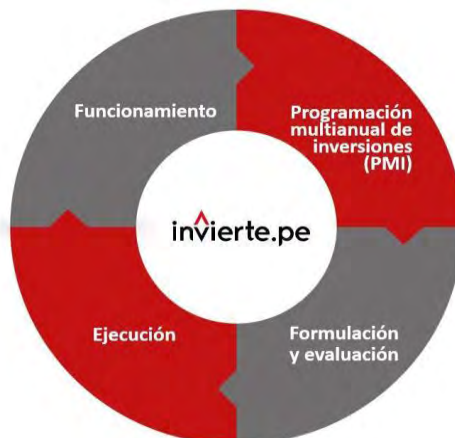 Funcionamiento
Programación
multianual de
inversiones
(PMI)
invierte.pe
Ejecución
Formulación
y evaluación